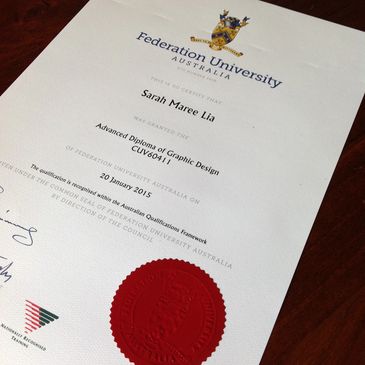 Federation University
AUSTRALIA
THIS IS TO CERTIFY THAT
Sarah Maree Lia
WAS GRANTED THE
Advanced Diploma of Graphic Design
CUV60411
OF FEDERATION UNIVERSITY AUSTRALIA ON
20 January 2015
The qualification is recognised within the Australian Qualifications Framework
UNDER THE COMMON SEAL OF FEDERATION UNIVERSITY AUSTRALIA
BY DIRECTION OF THE COUNCIL
NATIONALLY RECOGNISED
TRAINING